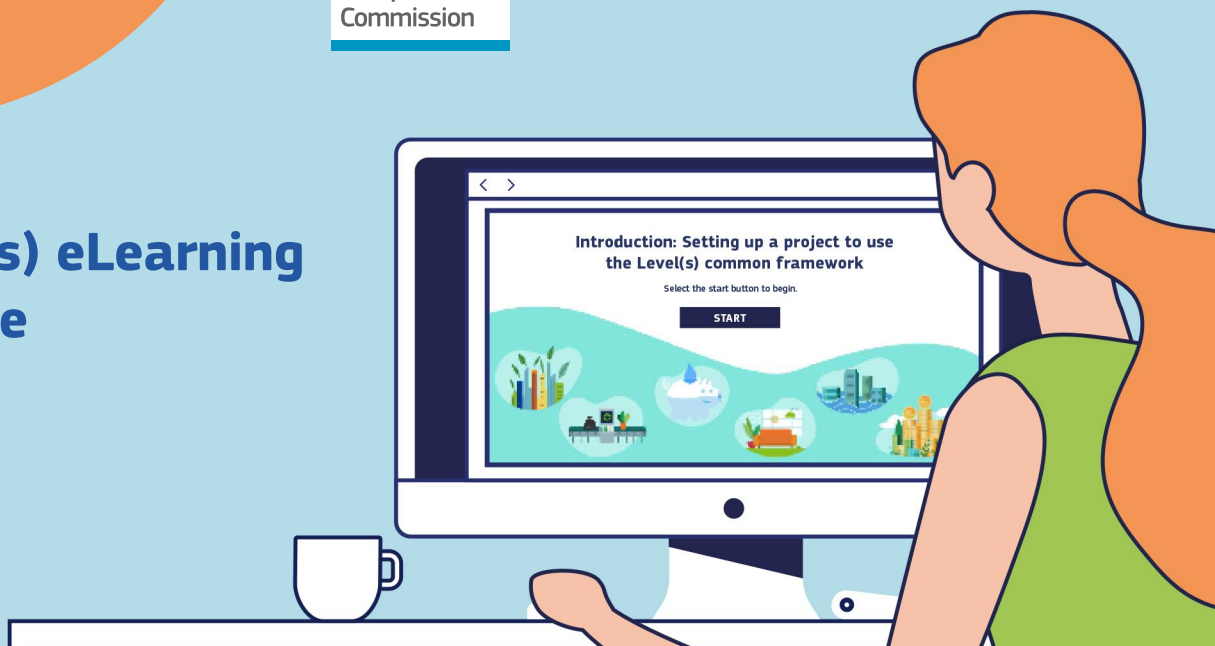 Commission
s) eLearning
e
Introduction: Setting up a project to use
the Level(s) common framework
Select the start button to begin.
START